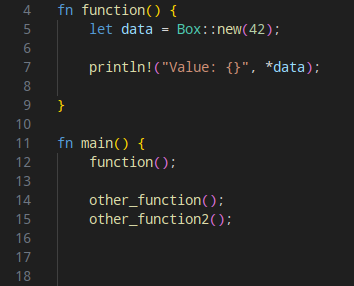 4 fn function() {
5     let data = Box::new(42);
6
7     println!("Value: {}", *data);
8
9 }
10
11 fn main() {
12     function();
13
14     other_function();
15     other_function2();
16
17
18